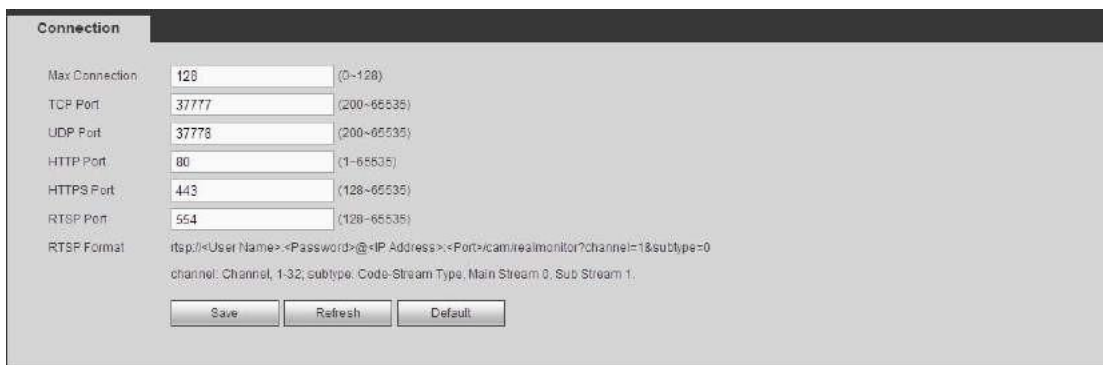 Connection
Max Connection 128 (0~128)
TCP Port 37777 (200~65535)
UDP Port 37778 (200~65535)
HTTP Port 80 (1~65535)
HTTPS Port 443 (128~65535)
RTSP Port 554 (128~65535)
RTSP Format rtsp://<User Name>:<Password>@<IP Address>:<Port>/cam/realmonitor?channel=1&subtype=0
channel: Channel, 1-32; subtype: Code-Stream Type, Main Stream 0, Sub Stream 1.
Save Refresh Default